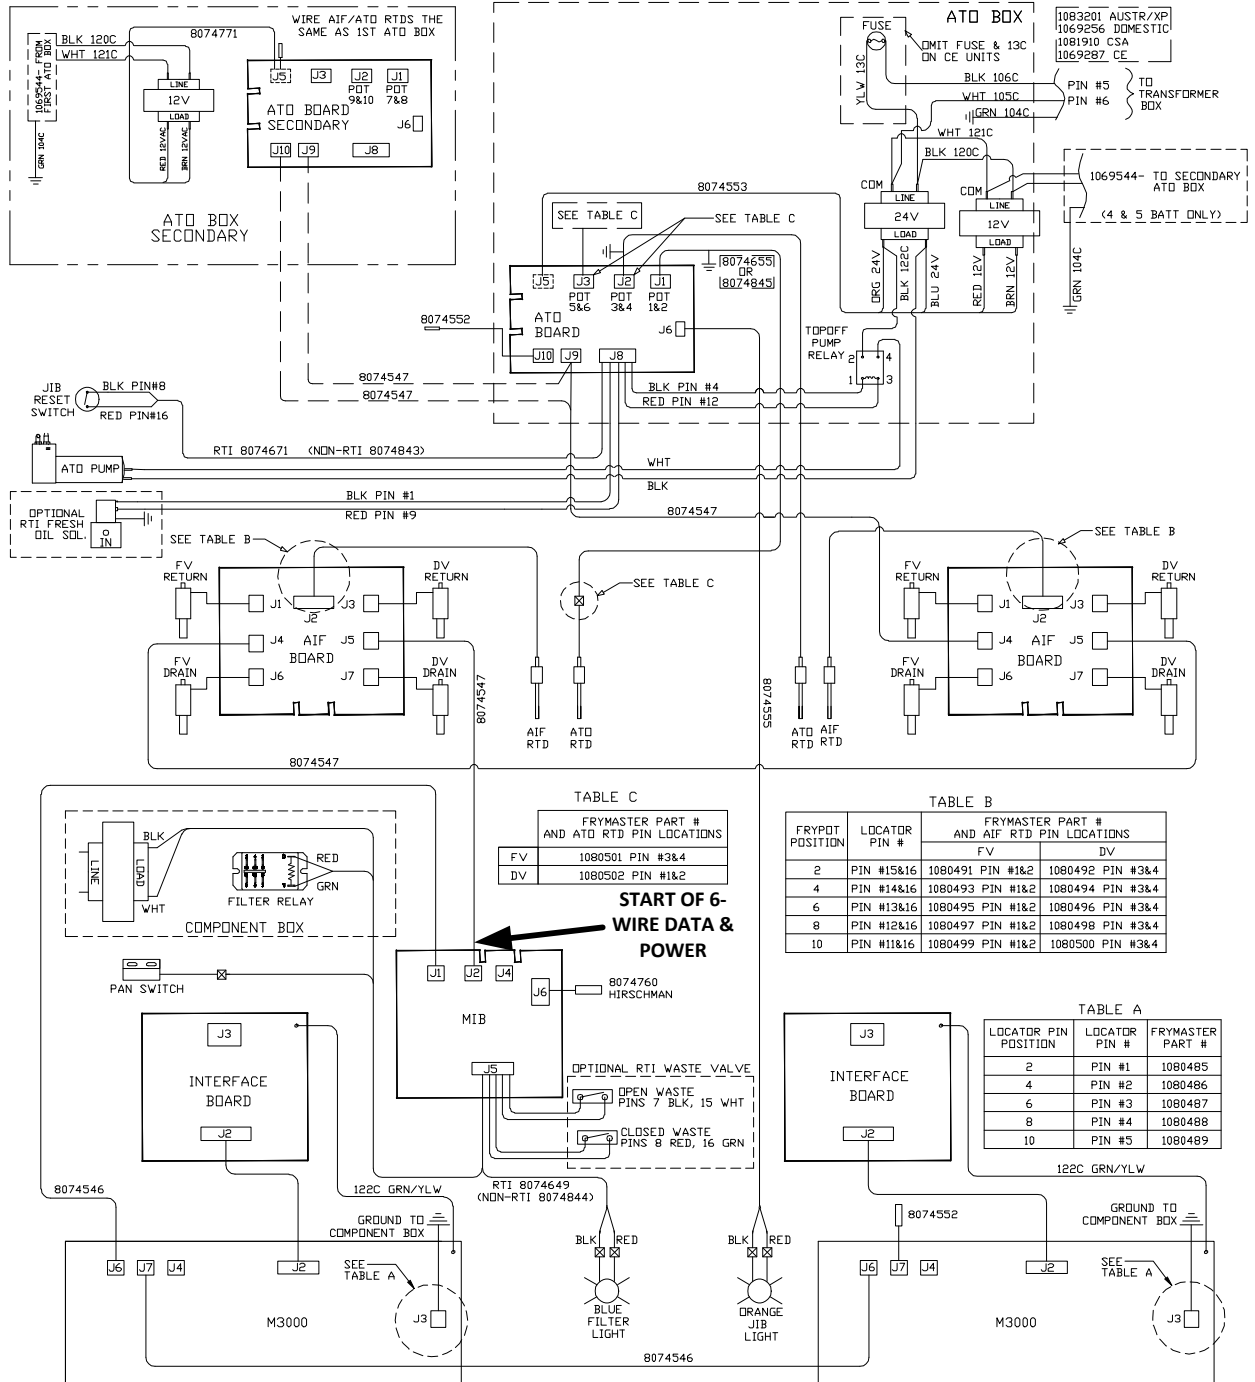 WIRE AIF/ATO RTDS THE
SAME AS 1ST ATO BOX
1069544- FROM
FIRST ATO BOX
BLK 120C
WHT 121C
GRN 104C
LINE
12V
LOAD
RED 12VAC
BRN 12VAC
8074771
J5
J3
J2
J1
POT
9&10
POT
7&8
ATO BOARD
SECONDARY
J6
J10
J9
J8
ATO BOX
SECONDARY
ATO BOX
FUSE
OMIT FUSE & 13C
ON CE UNITS
YLW 13C
1083201 AUSTR/XP
1069256 DOMESTIC
1081910 CSA
1069287 CE
BLK 106C
WHT 105C
GRN 104C
PIN #5
PIN #6
TO
TRANSFORMER
BOX
WHT 121C
BLK 120C
COM
LINE
24V
LOAD
COM
LINE
12V
LOAD
1069544- TO SECONDARY
ATO BOX
(4 & 5 BATT ONLY)
GRN 104C
ORG 24V
BLK 122C
BLU 24V
RED 12V
BRN 12V
8074553
SEE TABLE C
SEE TABLE C
8074655
OR
8074845
J5
J3
J2
J1
POT
5&6
POT
3&4
POT
1&2
ATO
BOARD
J6
J10
J9
J8
8074552
TOPOFF
PUMP
RELAY
2
4
1
3
8074547
8074547
BLK PIN #4
RED PIN #12
JIB
RESET
SWITCH
BLK PIN#8
RED PIN#16
RTI 8074671 (NON-RTI 8074843)
ATO PUMP
WHT
BLK
OPTIONAL
RTI FRESH
OIL SOL.
IN
BLK PIN #1
RED PIN #9
8074547
SEE TABLE B
SEE TABLE B
SEE TABLE C
FV
RETURN
DV
RETURN
J1
J2
J3
J4
AIF
BOARD
J5
J6
J7
FV
DRAIN
DV
DRAIN
8074547
AIF
RTD
ATO
RTD
8074555
ATO
RTD
AIF
RTD
FV
RETURN
DV
RETURN
J1
J2
J3
J4
AIF
BOARD
J5
J6
J7
FV
DRAIN
DV
DRAIN
8074547
TABLE C
FRYMASTER PART #
AND ATO RTD PIN LOCATIONS
FV 1080501 PIN #3&4
DV 1080502 PIN #1&2
TABLE B
FRYPOT
POSITION
LOCATOR
PIN #
FRYMASTER PART #
AND AIF RTD PIN LOCATIONS
FV DV
2 PIN #15&16 1080491 PIN #1&2 1080492 PIN #3&4
4 PIN #14&16 1080493 PIN #1&2 1080494 PIN #3&4
6 PIN #13&16 1080495 PIN #1&2 1080496 PIN #3&4
8 PIN #12&16 1080497 PIN #1&2 1080498 PIN #3&4
10 PIN #11&16 1080499 PIN #1&2 1080500 PIN #3&4
START OF 6-
WIRE DATA &
POWER
LINE
LOAD
BLK
WHT
RED
GRN
FILTER RELAY
COMPONENT BOX
PAN SWITCH
J1
J2
J4
J6
MIB
J5
8074760
HIRSCHMAN
OPTIONAL RTI WASTE VALVE
OPEN WASTE
PINS 7 BLK, 15 WHT
CLOSED WASTE
PINS 8 RED, 16 GRN
J3
INTERFACE
BOARD
J2
J3
INTERFACE
BOARD
J2
TABLE A
LOCATOR PIN
POSITION
LOCATOR
PIN #
FRYMASTER
PART #
2 PIN #1 1080485
4 PIN #2 1080486
6 PIN #3 1080487
8 PIN #4 1080488
10 PIN #5 1080489
8074546
122C GRN/YLW
RTI 8074649
(NON-RTI 8074844)
122C GRN/YLW
GROUND TO
COMPONENT BOX
8074552
GROUND TO
COMPONENT BOX
BLK
RED
BLK
RED
J6
J7
J4
J2
SEE
TABLE A
J3
M3000
BLUE
FILTER
LIGHT
ORANGE
JIB
LIGHT
J6
J7
J4
J2
SEE
TABLE A
J3
M3000
8074546